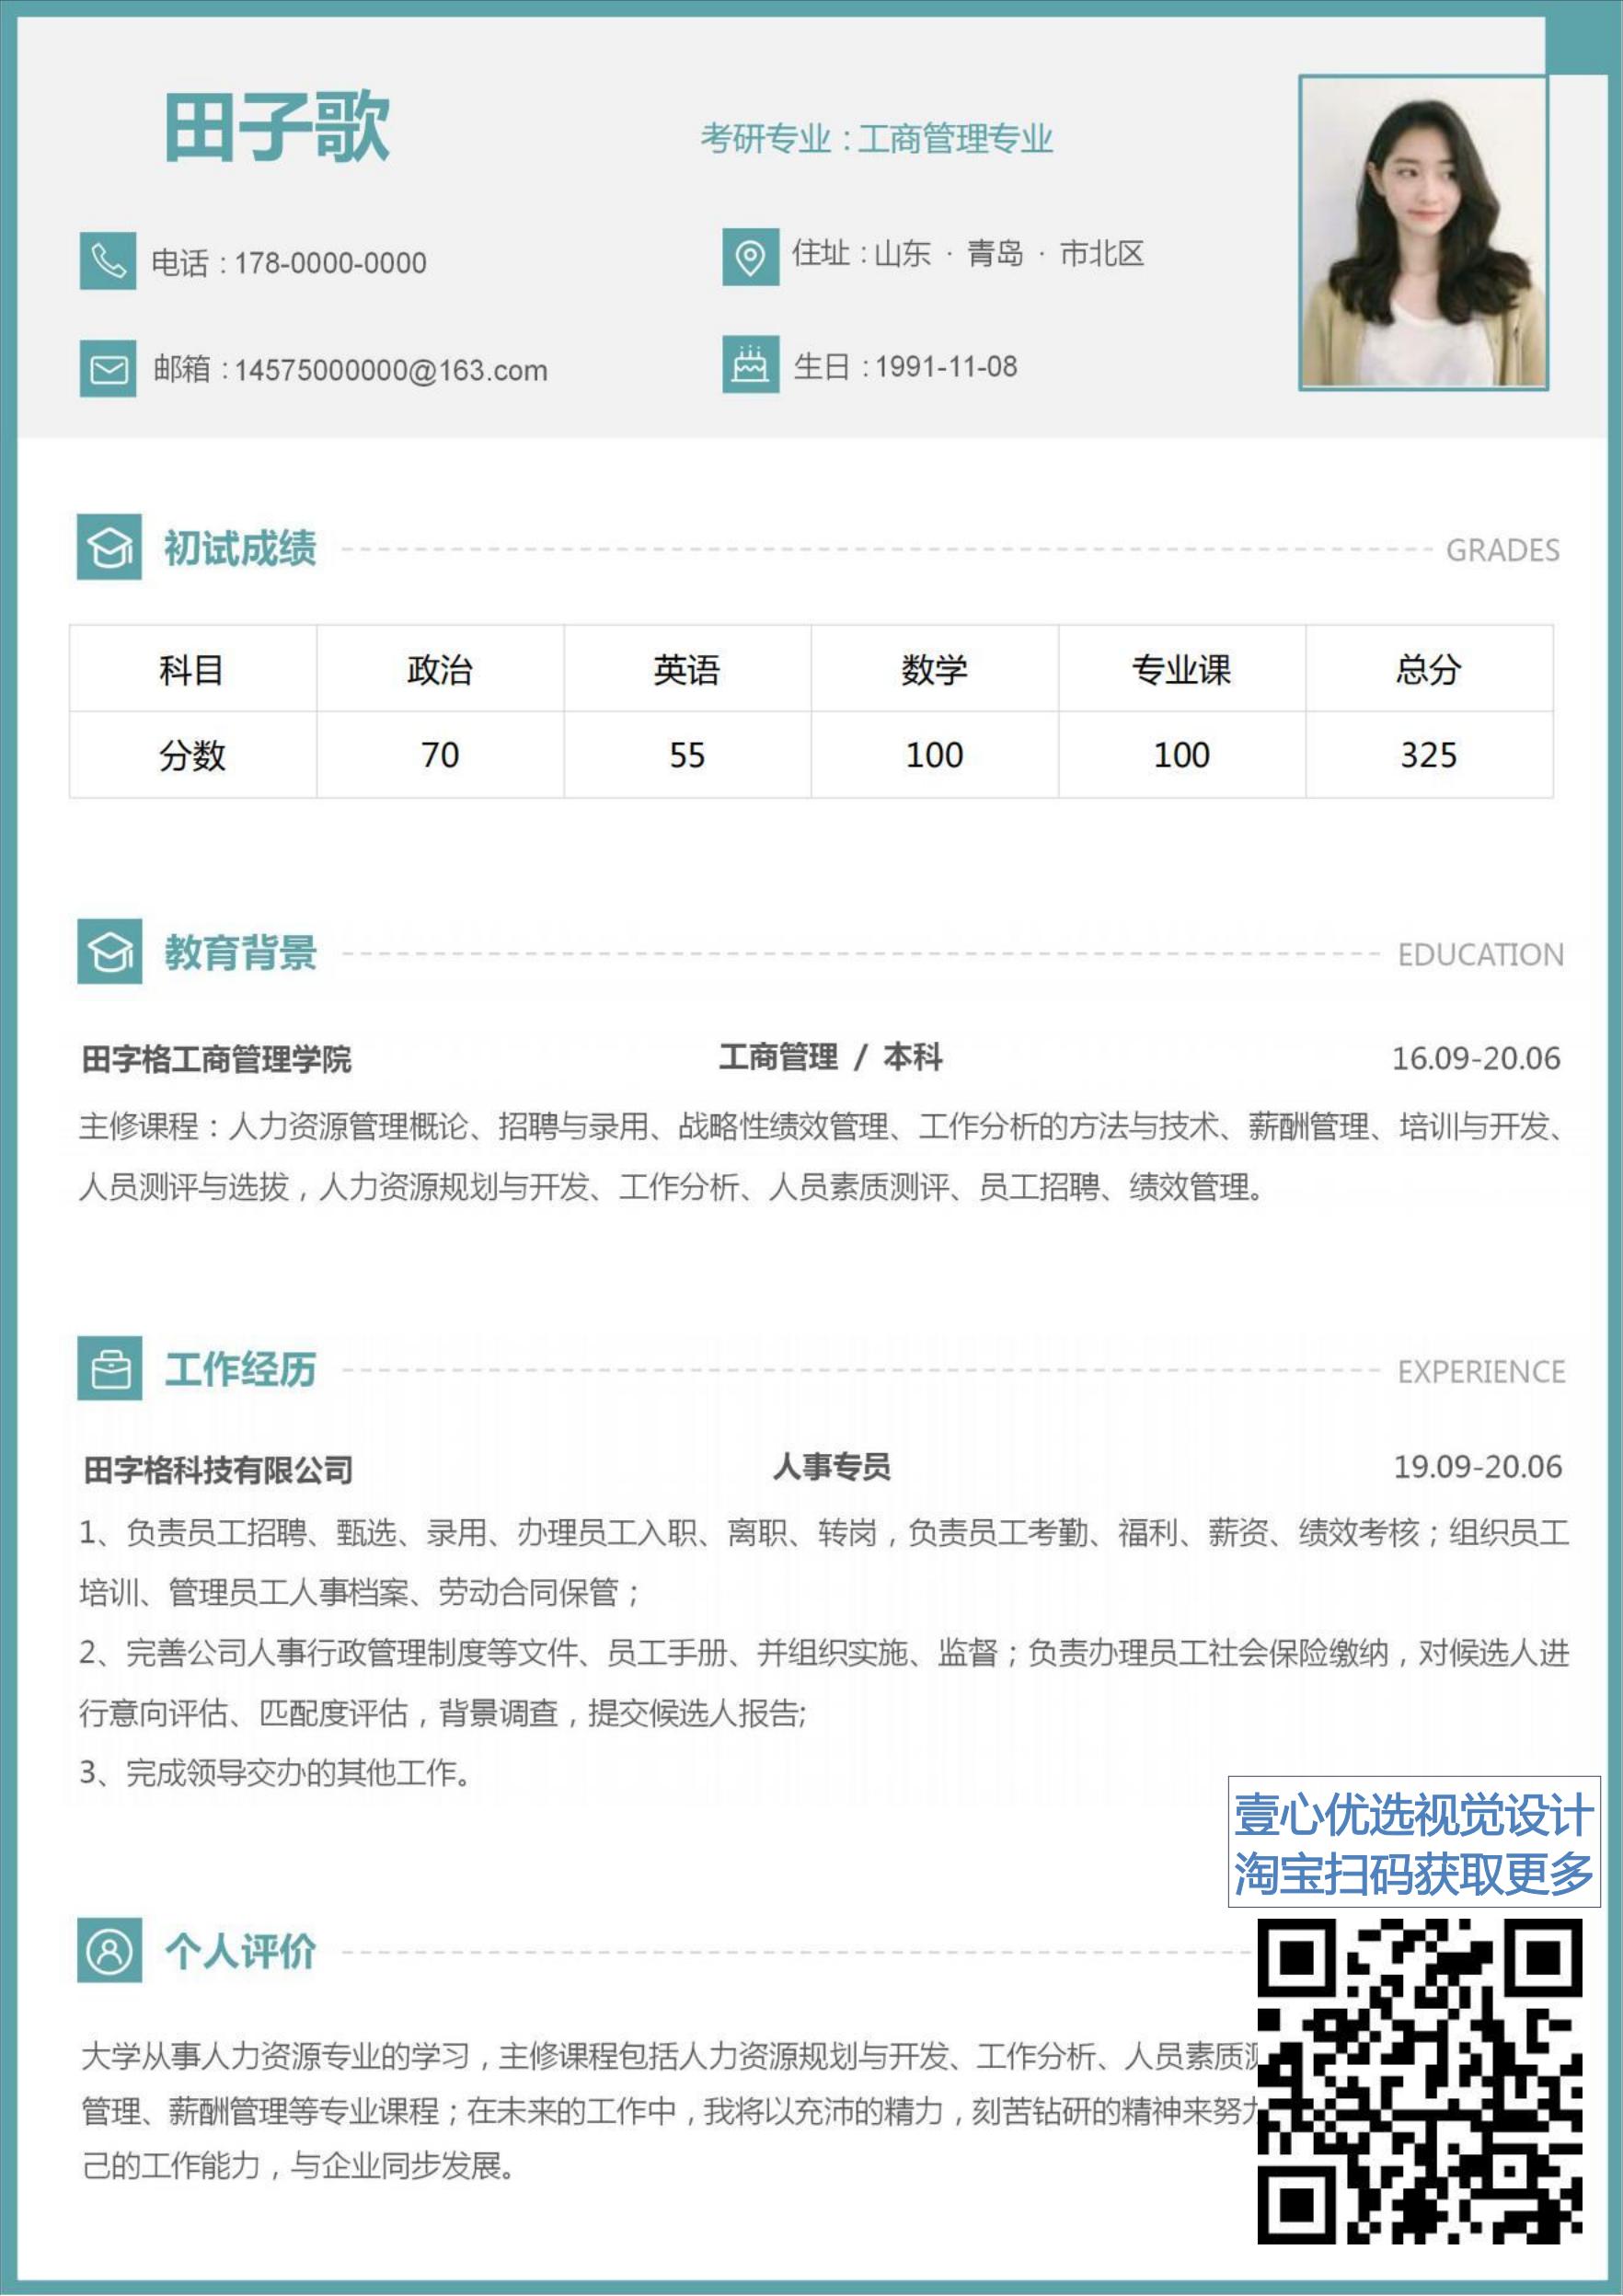 田子歌
考研专业：工商管理专业
电话：178-0000-0000
住址：山东 · 青岛 · 市北区
邮箱：14575000000@163.com
生日：1991-11-08
初试成绩 GRADES
科目 政治 英语 数学 专业课 总分
分数 70 55 100 100 325
教育背景 EDUCATION
田字格工商管理学院 工商管理 / 本科 16.09-20.06
主修课程：人力资源管理概论、招聘与录用、战略性绩效管理、工作分析的方法与技术、薪酬管理、培训与开发、
人员测评与选拔，人力资源规划与开发、工作分析、人员素质测评、员工招聘、绩效管理。
工作经历 EXPERIENCE
田字格科技有限公司 人事专员 19.09-20.06
1、负责员工招聘、甄选、录用、办理员工入职、离职、转岗，负责员工考勤、福利、薪资、绩效考核；组织员工
培训、管理员工人事档案、劳动合同保管；
2、完善公司人事行政管理制度等文件、员工手册、并组织实施、监督；负责办理员工社会保险缴纳，对候选人进
行意向评估、匹配度评估，背景调查，提交候选人报告;
3、完成领导交办的其他工作。
壹心优选视觉设计
淘宝扫码获取更多
个人评价
大学从事人力资源专业的学习，主修课程包括人力资源规划与开发、工作分析、人员素质
管理、薪酬管理等专业课程；在未来的工作中，我将以充沛的精力，刻苦钻研的精神来努
己的工作能力，与企业同步发展。